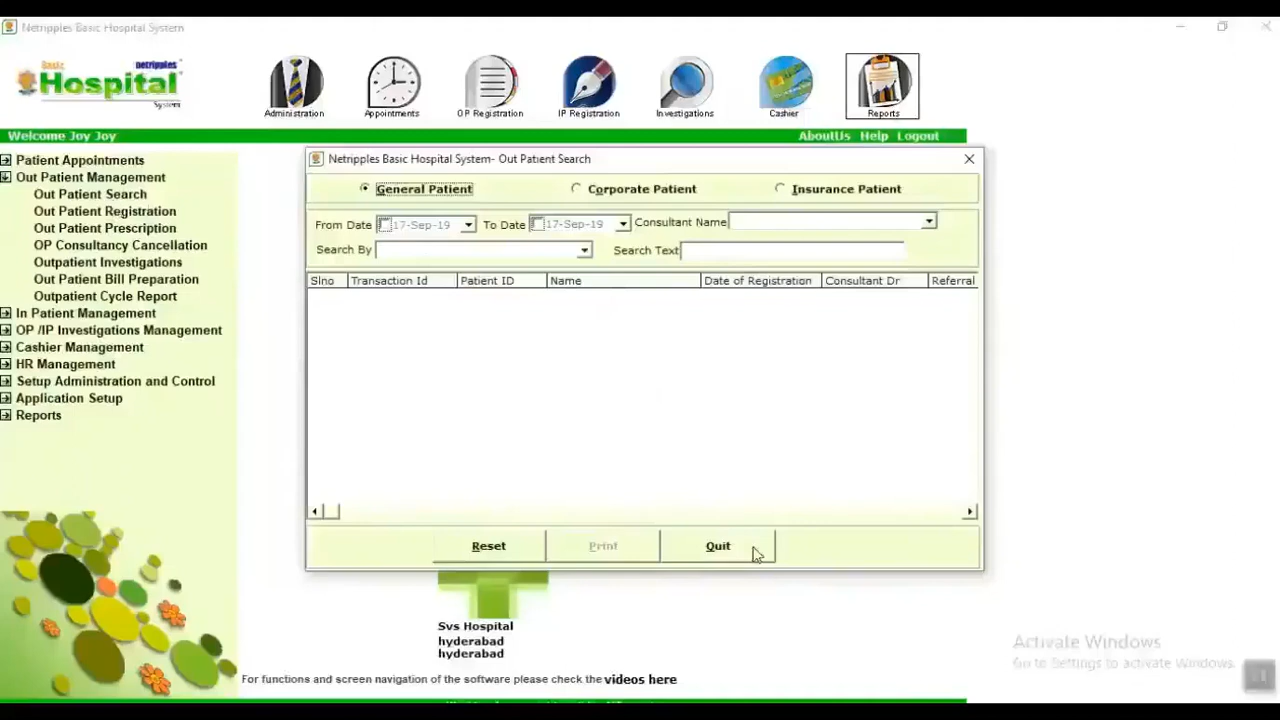 Netripples Basic Hospital System
Basic netripples
Hospital
System
Administration
Appointments
OP Registration
IP Registration
Investigations
Cashier
Reports
Welcome Joy Joy
AboutUs Help Logout
Patient Appointments
Out Patient Management
Out Patient Search
Out Patient Registration
Out Patient Prescription
OP Consultancy Cancellation
Outpatient Investigations
Out Patient Bill Preparation
Outpatient Cycle Report
In Patient Management
OP /IP Investigations Management
Cashier Management
HR Management
Setup Administration and Control
Application Setup
Reports
Netripples Basic Hospital System- Out Patient Search
General Patient Corporate Patient Insurance Patient
From Date 17-Sep-19 To Date 17-Sep-19 Consultant Name
Search By Search Text
Slno Transaction Id Patient ID Name Date of Registration Consultant Dr Referral
Reset Print Quit
Svs Hospital
hyderabad
hyderabad
For functions and screen navigation of the software please check the videos here
Activate Windows
Go to Settings to activate Windows.